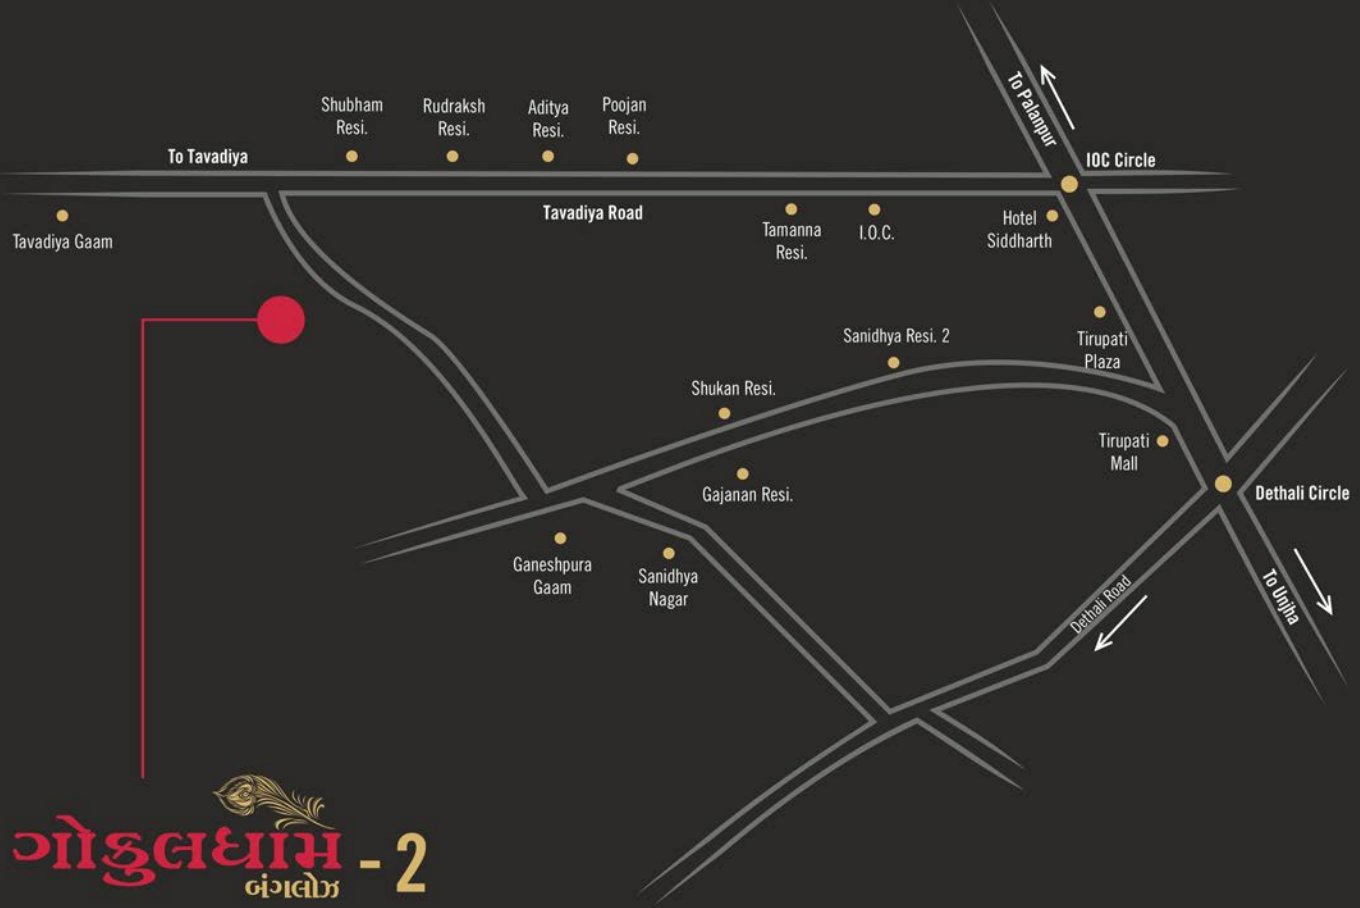 To Palanpur
Shubham
Resi.
Rudraksh
Resi.
Aditya
Resi.
Poojan
Resi.
To Tavadiya
IOC Circle
Tavadiya Road
Tavadiya Gaam
Tamanna
Resi.
I.O.C.
Hotel
Siddharth
Sanidhya Resi. 2
Tirupati
Plaza
Shukan Resi.
Tirupati
Mall
Gajanan Resi.
Dethali Circle
Ganeshpura
Gaam
Sanidhya
Nagar
Dethali Road
To Unjha
ગોકુલધામ - 2
બંગલોઝ